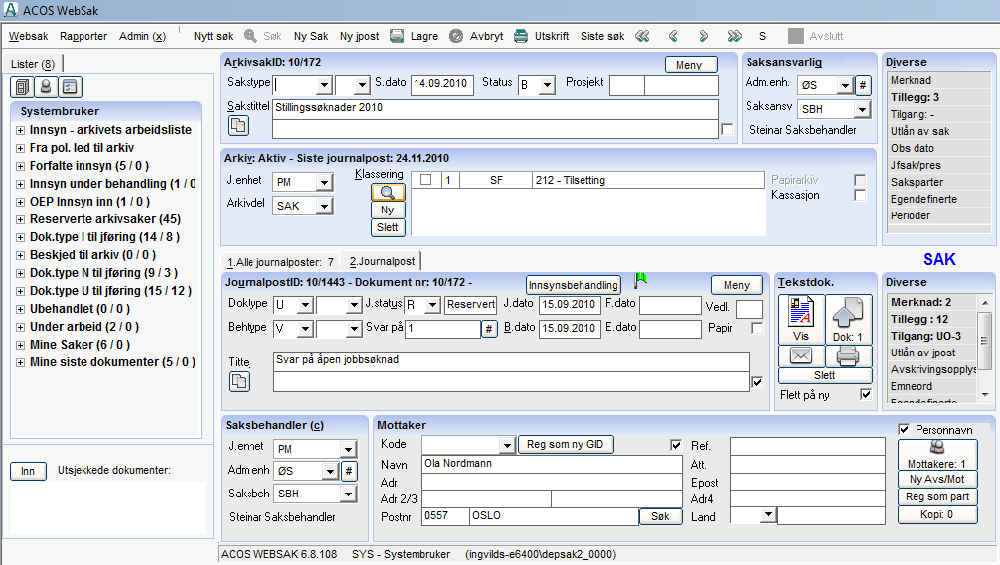 ACOS WebSak
Websak Rapporter Admin (x) Nytt søk Søk Ny Sak Ny jpost Lagre Avbryt Utskrift Siste søk S Avslutt
Lister (8)
Systembruker
Innsyn - arkivets arbeidsliste
Fra pol. led til arkiv
Forfalte innsyn (5 / 0 )
Innsyn under behandling (1 / 0
OEP Innsyn inn (1 / 0 )
Reserverte arkivsaker (45)
Dok.type I til jføring (14 / 8 )
Beskjed til arkiv (0 / 0 )
Dok.type N til jføring (9 / 3 )
Dok.type U til jføring (15 / 12 )
Ubehandlet (0 / 0 )
Under arbeid (2 / 0 )
Mine Saker (6 / 0 )
Mine siste dokumenter (5 / 0 )
Inn Utsjekkede dokumenter:
ArkivsakID: 10/172 Meny
Sakstype S.dato 14.09.2010 Status B Prosjekt
Sakstittel Stillingssøknader 2010
Saksansvarlig
Adm.enh. ØS #
Saksansv SBH
Steinar Saksbehandler
Diverse
Merknad
Tillegg: 3
Tilgang: -
Utlån av sak
Obs dato
Jfsak/pres
Saksparter
Egendefinerte
Perioder
Arkiv: Aktiv - Siste journalpost: 24.11.2010
J.enhet PM
Arkivdel SAK
Klassering
Ny
Slett
1 SF 212 - Tilsetting
Papirarkiv
Kassasjon
1.Alle journalposter: 7 2.Journalpost
SAK
JournalpostID: 10/1443 - Dokument nr: 10/172 - Innsynsbehandling Meny
Doktype U J.status R Reservert J.dato 15.09.2010 F.dato Vedl.
Behtype V Svar på 1 # B.dato 15.09.2010 E.dato Papir
Tittel Svar på åpen jobbsøknad
Tekstdok.
Vis Dok: 1
Slett
Flett på ny
Diverse
Merknad: 2
Tillegg : 12
Tilgang: UO-3
Utlån av jpost
Avskrivingsopplys
Emneord
Egendefinerte
Saksbehandler (c)
J.enhet PM
Adm.enh ØS #
Saksbeh SBH
Steinar Saksbehandler
Mottaker
Kode Reg som ny GID
Navn Ola Nordmann
Adr
Adr 2/3
Postnr 0557 OSLO Søk
Ref.
Att.
Epost
Adr4
Land
Personnavn
Mottakere: 1
Ny Avs/Mot
Reg som part
Kopi: 0
ACOS WEBSAK 6.8.108 SYS - Systembruker (ingvilds-e6400\depsak2_0000)